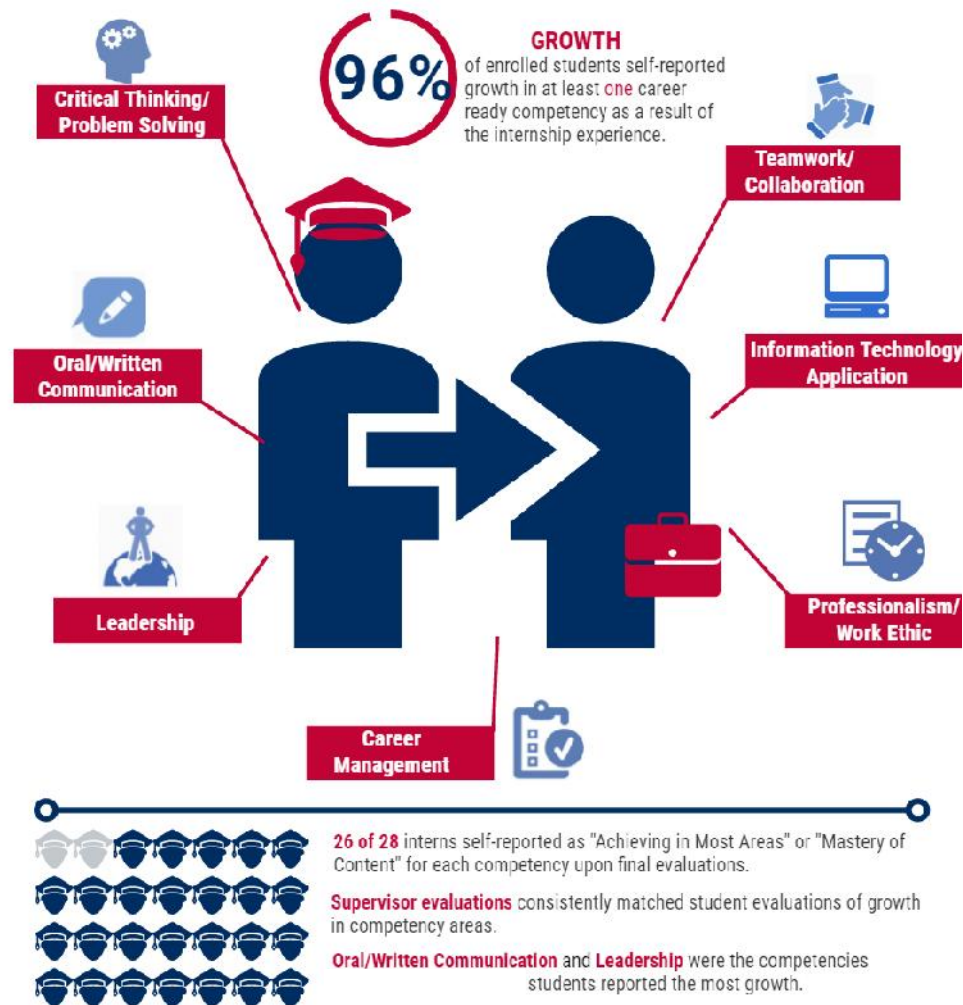 96%
GROWTH
of enrolled students self-reported
growth in at least one career
ready competency as a result of
the internship experience.
Critical Thinking/
Problem Solving
Teamwork/
Collaboration
Oral/Written
Communication
Information Technology
Application
Leadership
Professionalism/
Work Ethic
Career
Management
26 of 28 interns self-reported as "Achieving in Most Areas" or "Mastery of
Content" for each competency upon final evaluations.
Supervisor evaluations consistently matched student evaluations of growth
in competency areas.
Oral/Written Communication and Leadership were the competencies
students reported the most growth.